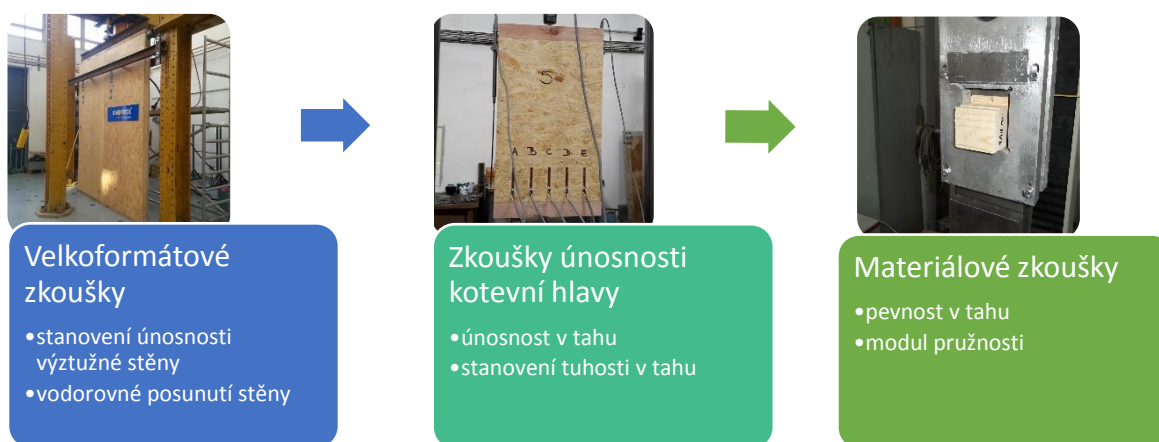 5
A B C D E
Velkoformátové
zkoušky
•stanovení únosnosti
výztužné stěny
•vodorovné posunutí stěny
Zkoušky únosnosti
kotevní hlavy
•únosnost v tahu
•stanovení tuhosti v tahu
Materiálové zkoušky
•pevnost v tahu
•modul pružnosti